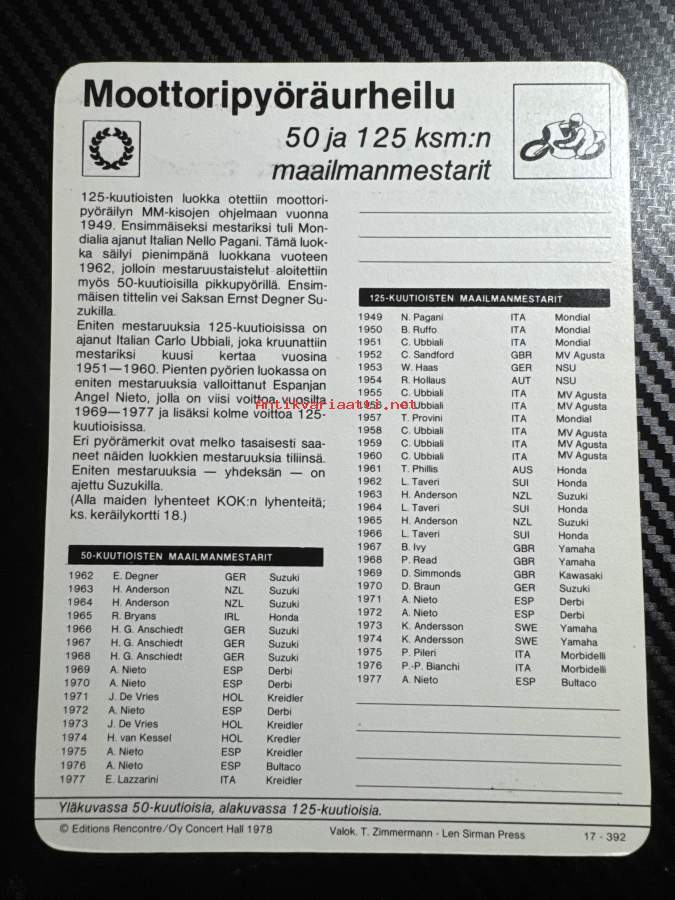 Moottoripyöräurheilu
50 ja 125 ksm:n
maailmanmestarit
125-kuutioisten luokka otettiin moottori-
pyöräilyn MM-kisojen ohjelmaan vuonna
1949. Ensimmäiseksi mestariksi tuli Mon-
dialia ajanut Italian Nello Pagani. Tämä luok-
ka säilyi pienimpänä luokkana vuoteen
1962, jolloin mestaruustaistelut aloitettiin
myös 50-kuutioisilla pikkupyörillä. Ensim-
mäisen tittelin vei Saksan Ernst Degner Su-
zukilla.
Eniten mestaruuksia 125-kuutioisissa on
ajanut Italian Carlo Ubbiali, joka kruunattiin
mestariksi kuusi kertaa vuosina
1951—1960. Pienten pyörien luokassa on
eniten mestaruuksia valloittanut Espanjan
Angel Nieto, jolla on viisi voittoa vuosilta
1969—1977 ja lisäksi kolme voittoa 125-
kuutioisissa.
Eri pyörämerkit ovat melko tasaisesti saa-
neet näiden luokkien mestaruuksia tiliinsä.
Eniten mestaruuksia — yhdeksän — on
ajettu Suzukilla.
(Alla maiden lyhenteet KOK:n lyhenteitä;
ks. keräilykortti 18.)
50-KUUTIOISTEN MAAILMANMESTARIT
1962 E. Degner GER Suzuki
1963 H. Anderson NZL Suzuki
1964 H. Anderson NZL Suzuki
1965 R. Bryans IRL Honda
1966 H. G. Anschiedt GER Suzuki
1967 H. G. Anschiedt GER Suzuki
1968 H. G. Anschiedt GER Suzuki
1969 A. Nieto ESP Derbi
1970 A. Nieto ESP Derbi
1971 J. De Vries HOL Kreidler
1972 A. Nieto ESP Derbi
1973 J. De Vries HOL Kreidler
1974 H. van Kessel HOL Kredler
1975 A. Nieto ESP Kreidler
1976 A. Nieto ESP Bultaco
1977 E. Lazzarini ITA Kreidler
125-KUUTIOISTEN MAAILMANMESTARIT
1949 N. Pagani ITA Mondial
1950 B. Ruffo ITA Mondial
1951 C. Ubbiali ITA Mondial
1952 C. Sandford GBR MV Agusta
1953 W. Haas GER NSU
1954 R. Hollaus AUT NSU
1955 C. Ubbiali ITA MV Agusta
1956 C. Ubbiali ITA MV Agusta
1957 T. Provini ITA Mondial
1958 C. Ubbiali ITA MV Agusta
1959 C. Ubbiali ITA MV Agusta
1960 C. Ubbiali ITA MV Agusta
1961 T. Phillis AUS Honda
1962 L. Taveri SUI Honda
1963 H. Anderson NZL Suzuki
1964 L. Taveri SUI Honda
1965 H. Anderson NZL Suzuki
1966 L. Taveri SUI Honda
1967 B. Ivy GBR Yamaha
1968 P. Read GBR Yamaha
1969 D. Simmonds GBR Kawasaki
1970 D. Braun GER Suzuki
1971 A. Nieto ESP Derbi
1972 A. Nieto ESP Derbi
1973 K. Andersson SWE Yamaha
1974 K. Andersson SWE Yamaha
1975 P. Pileri ITA Morbidelli
1976 P.-P. Bianchi ITA Morbidelli
1977 A. Nieto ESP Bultaco
Antikvariaatti.net
Yläkuvassa 50-kuutioisia, alakuvassa 125-kuutioisia.
© Editions Rencontre/Oy Concert Hall 1978 Valok. T. Zimmermann - Len Sirman Press 17 - 392